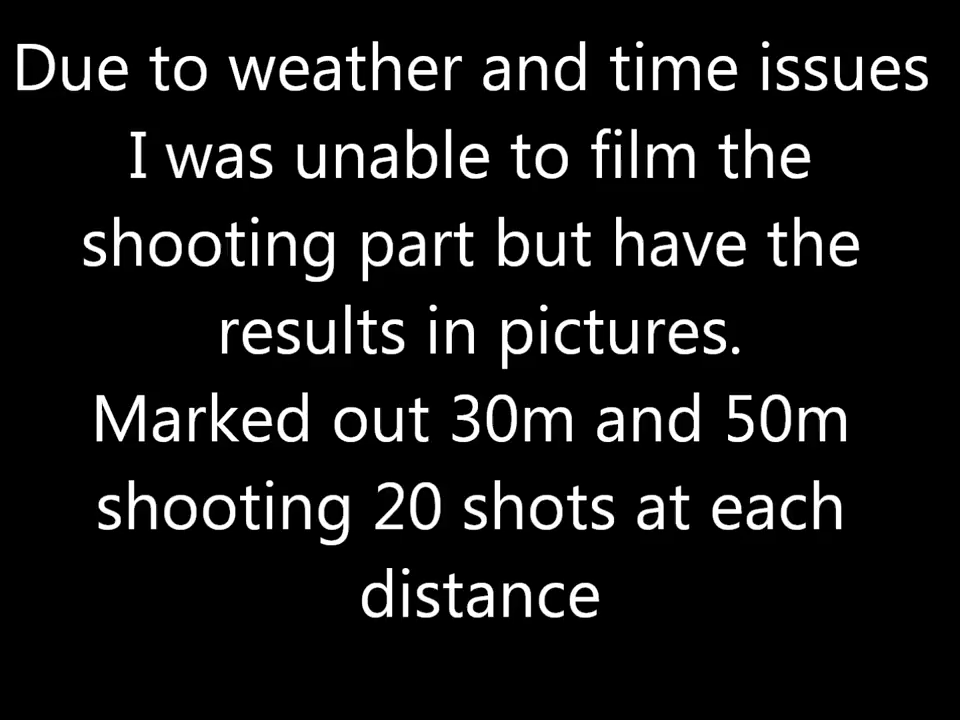 Due to weather and time issues
I was unable to film the
shooting part but have the
results in pictures.
Marked out 30m and 50m
shooting 20 shots at each
distance